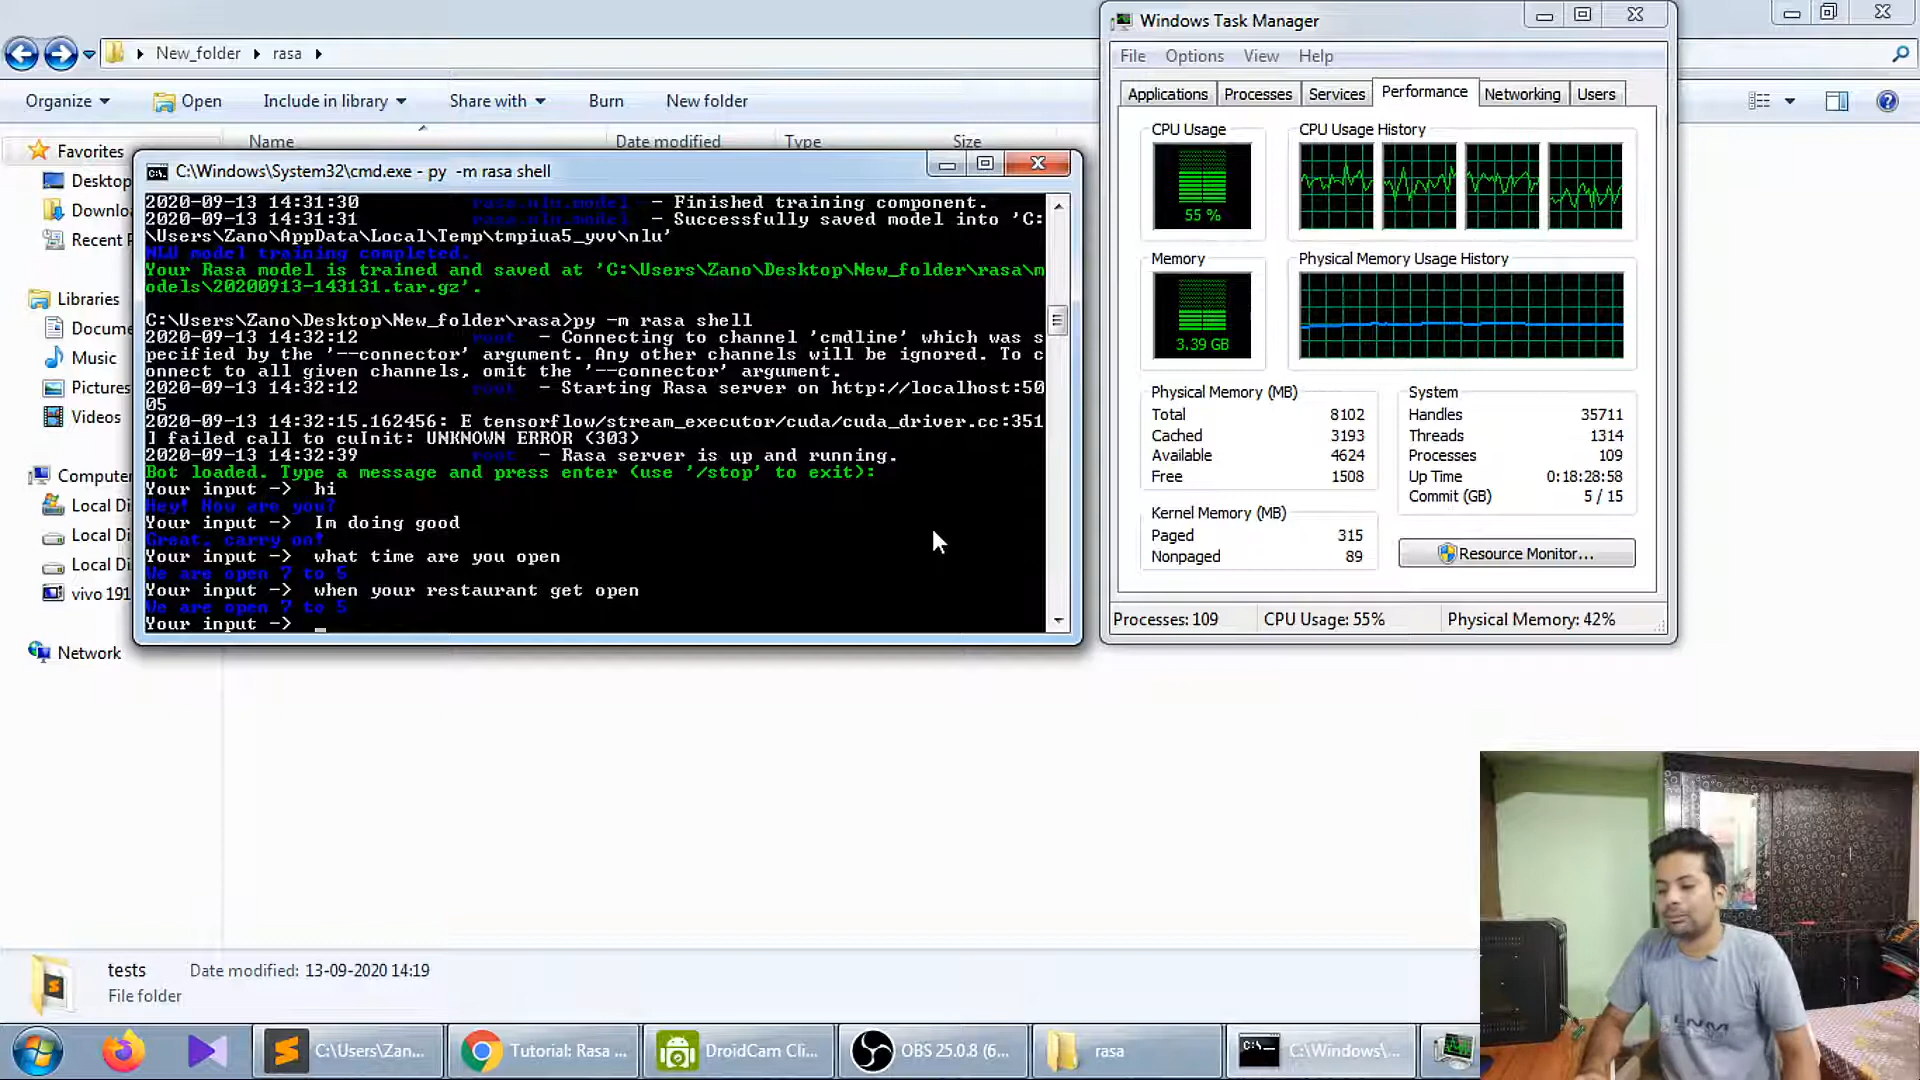 New_folder
rasa
Organize
Open
Include in library
Share with
Burn
New folder
Name
Date modified
Type
Size
Favorites
Desktop
Recent
Libraries
Music
Pictures
Videos
Computer
Local Di
Local Di
Local Di
vivo 191
Network
C:\Windows\System32\cmd.exe - py -m rasa shell
2020-09-13 14:31:30 rasa.nlu.model - Finished training component.
2020-09-13 14:31:31 rasa.nlu.model - Successfully saved model into 'C:
\Users\Zano\AppData\Local\Temp\tmpiua5_yvv\nlu'
NLU model training completed.
Your Rasa model is trained and saved at 'C:\Users\Zano\Desktop\New_folder\rasa\m
odels\20200913-143131.tar.gz'.
C:\Users\Zano\Desktop\New_folder\rasa>py -m rasa shell
2020-09-13 14:32:12 root - Connecting to channel 'cmdline' which was s
pecified by the '--connector' argument. Any other channels will be ignored. To c
onnect to all given channels, omit the '--connector' argument.
2020-09-13 14:32:12 root - Starting Rasa server on http://localhost:50
05
2020-09-13 14:32:15.162456: E tensorflow/stream_executor/cuda/cuda_driver.cc:351
] failed call to cuInit: UNKNOWN ERROR (303)
2020-09-13 14:32:39 root - Rasa server is up and running.
Bot loaded. Type a message and press enter (use '/stop' to exit):
Your input -> hi
Hey! How are you?
Your input -> Im doing good
Great, carry on!
Your input -> what time are you open
We are open 7 to 5
Your input -> when your restaurant get open
We are open 7 to 5
Your input ->
Windows Task Manager
File Options View Help
Applications Processes Services Performance Networking Users
CPU Usage
55 %
CPU Usage History
Memory
3.39 GB
Physical Memory Usage History
Physical Memory (MB)
Total 8102
Cached 3193
Available 4624
Free 1508
Kernel Memory (MB)
Paged 315
Nonpaged 89
System
Handles 35711
Threads 1314
Processes 109
Up Time 0:18:28:58
Commit (GB) 5 / 15
Resource Monitor...
Processes: 109 CPU Usage: 55% Physical Memory: 42%
tests Date modified: 13-09-2020 14:19
File folder
C:\Users\Zan...
Tutorial: Rasa ...
DroidCam Cli...
OBS 25.0.8 (6...
rasa
C:\Windows\...